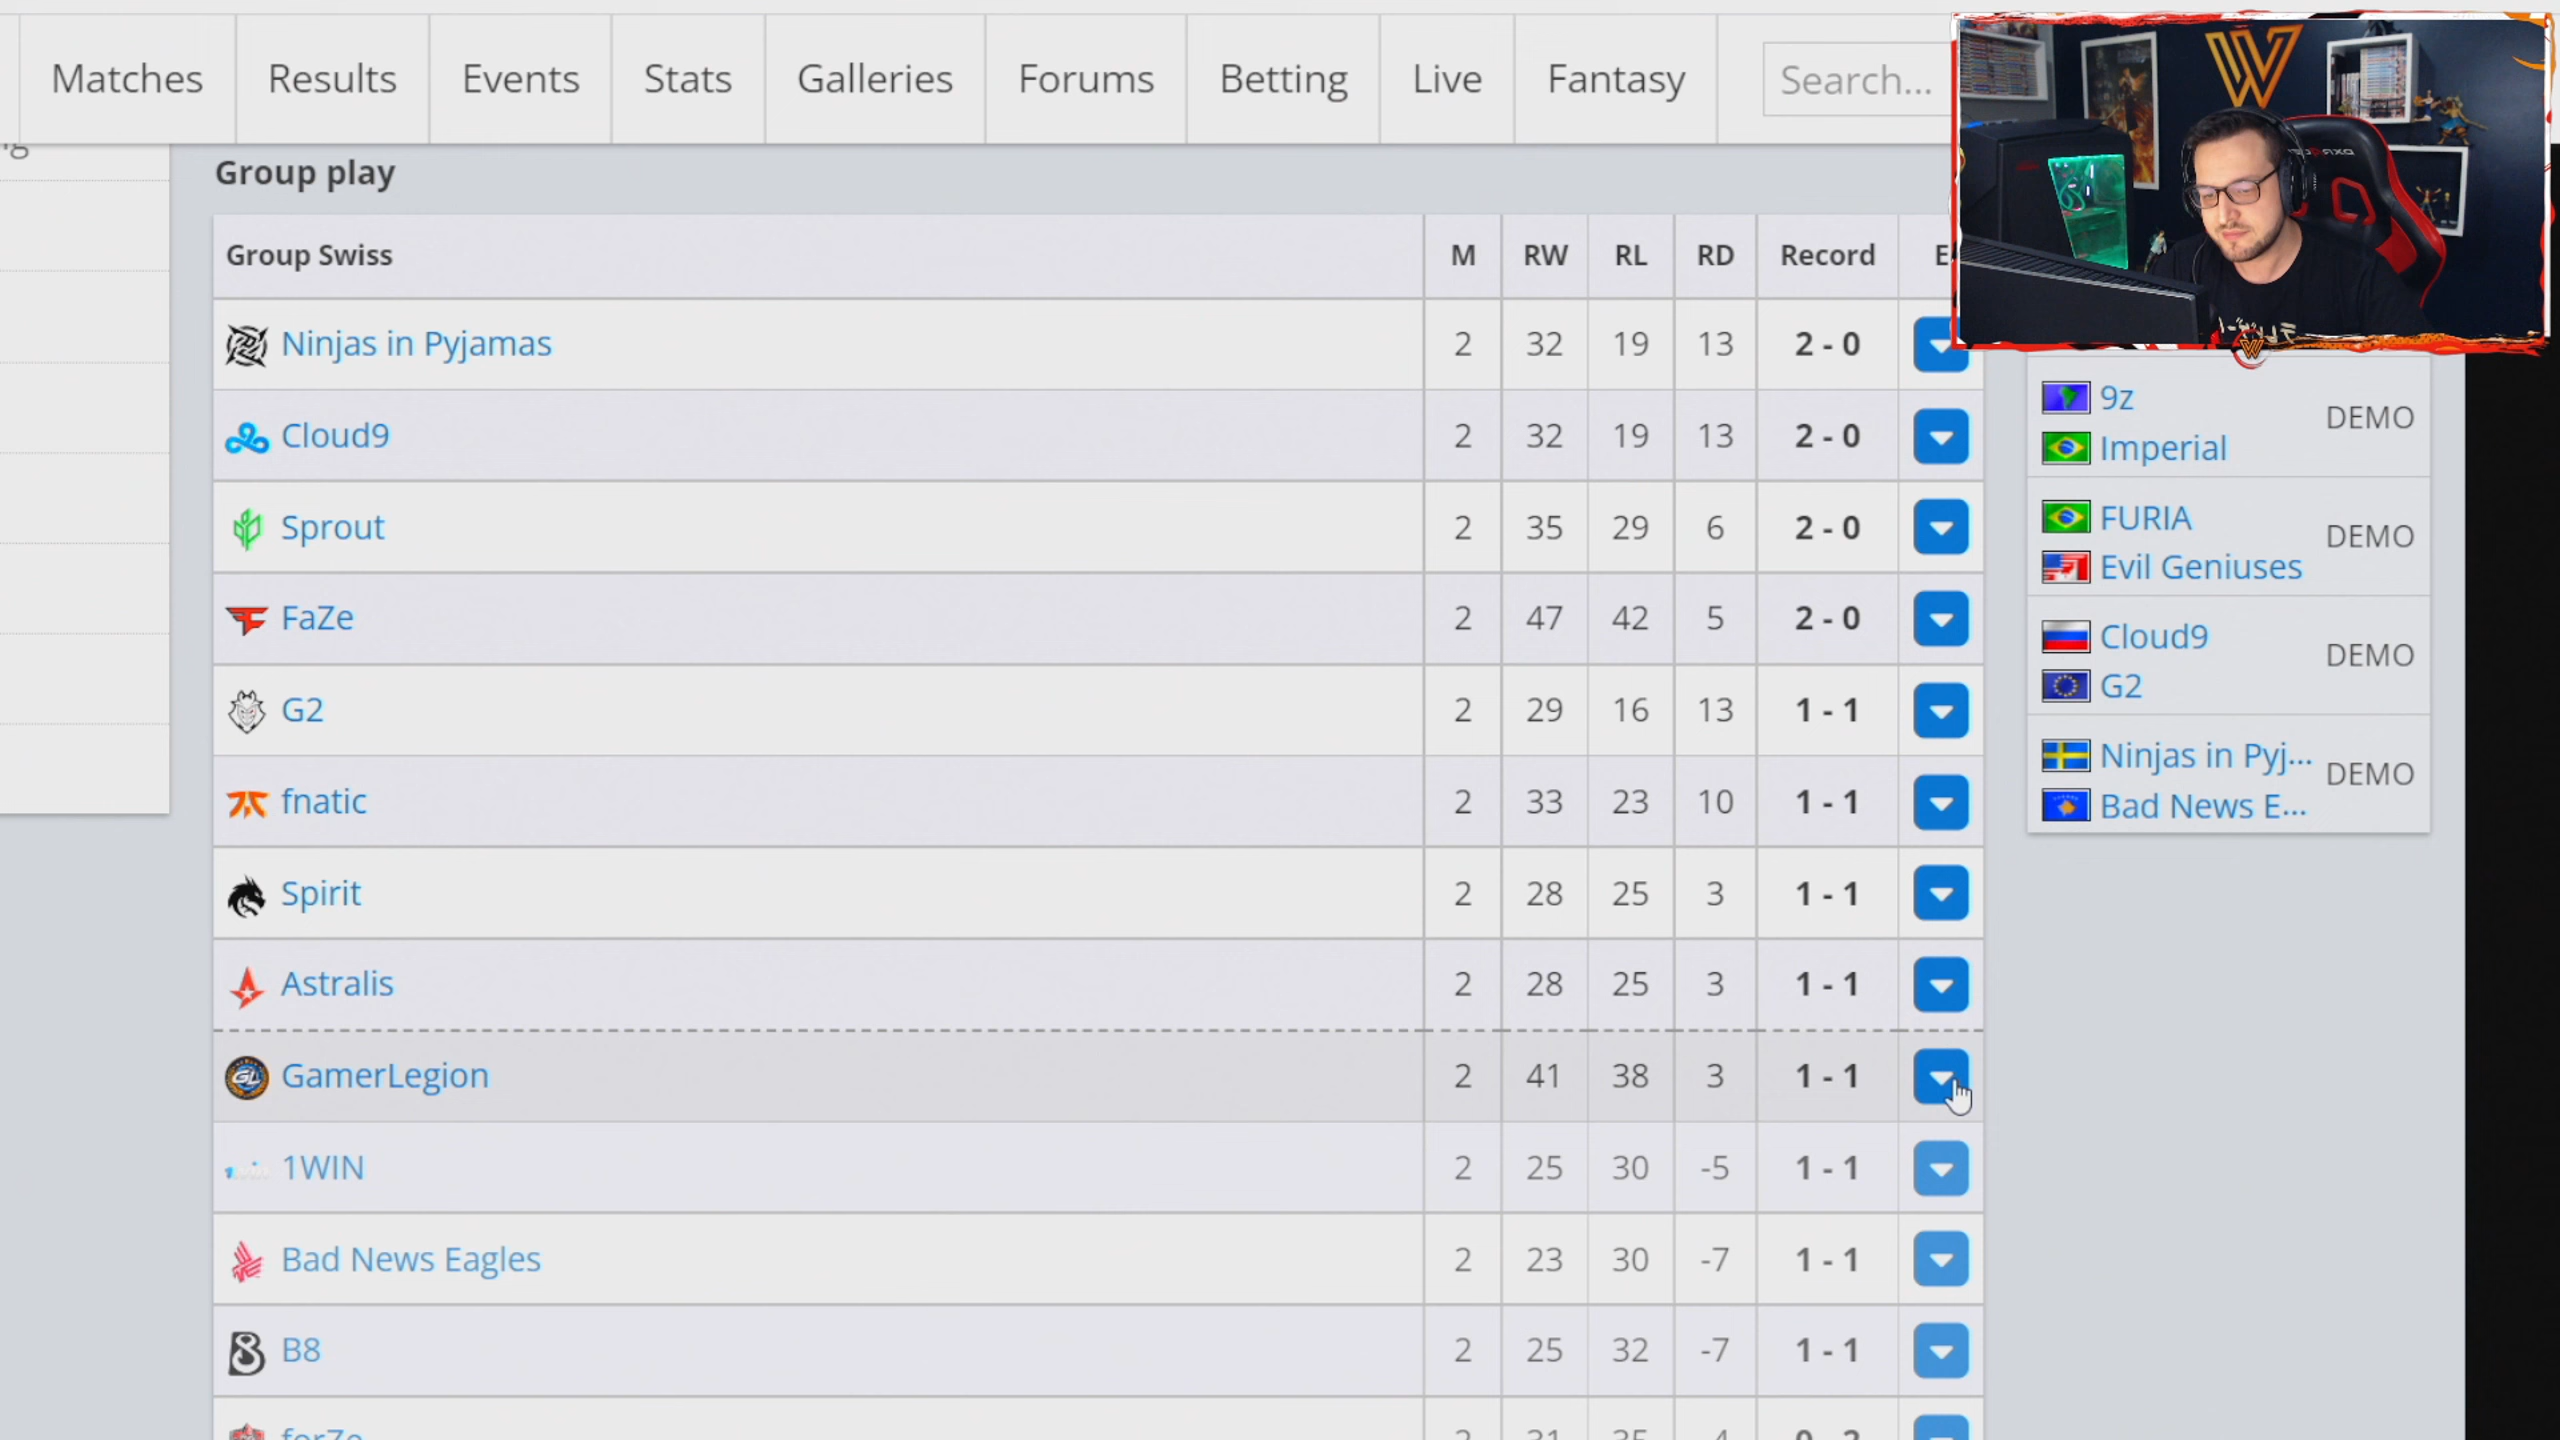 Matches Results Events Stats Galleries Forums Betting Live Fantasy Search...
Group play
Group Swiss M RW RL RD Record
Ninjas in Pyjamas 2 32 19 13 2 - 0
Cloud9 2 32 19 13 2 - 0
Sprout 2 35 29 6 2 - 0
FaZe 2 47 42 5 2 - 0
G2 2 29 16 13 1 - 1
fnatic 2 33 23 10 1 - 1
Spirit 2 28 25 3 1 - 1
Astralis 2 28 25 3 1 - 1
GamerLegion 2 41 38 3 1 - 1
1WIN 2 25 30 -5 1 - 1
Bad News Eagles 2 23 30 -7 1 - 1
B8 2 25 32 -7 1 - 1
9z
Imperial
DEMO
FURIA
Evil Geniuses
DEMO
Cloud9
G2
DEMO
Ninjas in Pyj...
Bad News E...
DEMO